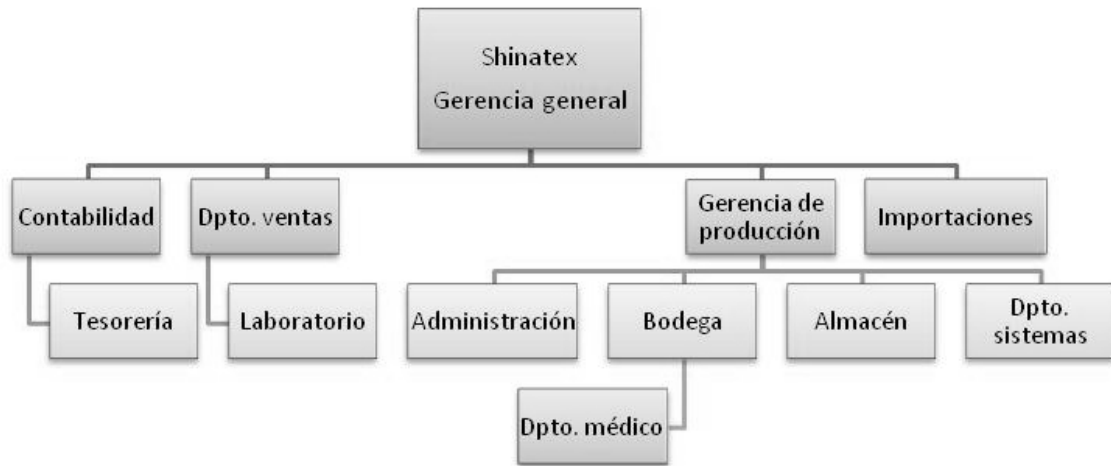 Shinatex
Gerencia general
Contabilidad
Dpto. ventas
Gerencia de
producción
Importaciones
Tesorería
Laboratorio
Administración
Bodega
Almacén
Dpto.
sistemas
Dpto. médico